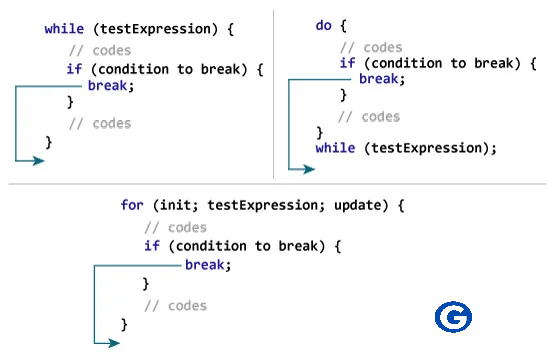 while (testExpression) {
// codes
if (condition to break) {
break;
}
// codes
}
do {
// codes
if (condition to break) {
break;
}
// codes
}
while (testExpression);
for (init; testExpression; update) {
// codes
if (condition to break) {
break;
}
// codes
}
G